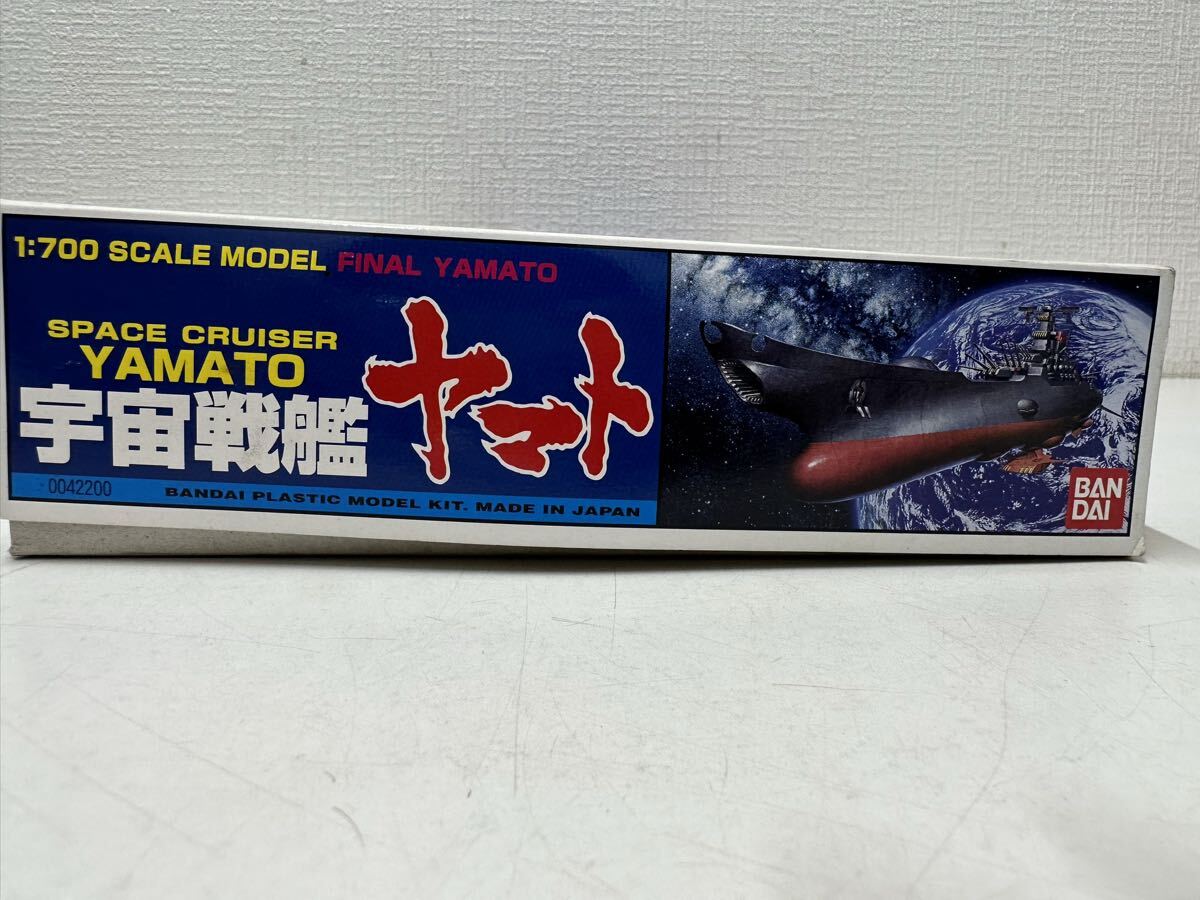 1:700 SCALE MODEL FINAL YAMATO
SPACE CRUISER
YAMATO
宇宙戦艦ヤマト
0042200
BANDAI PLASTIC MODEL KIT. MADE IN JAPAN
BAN
DAI